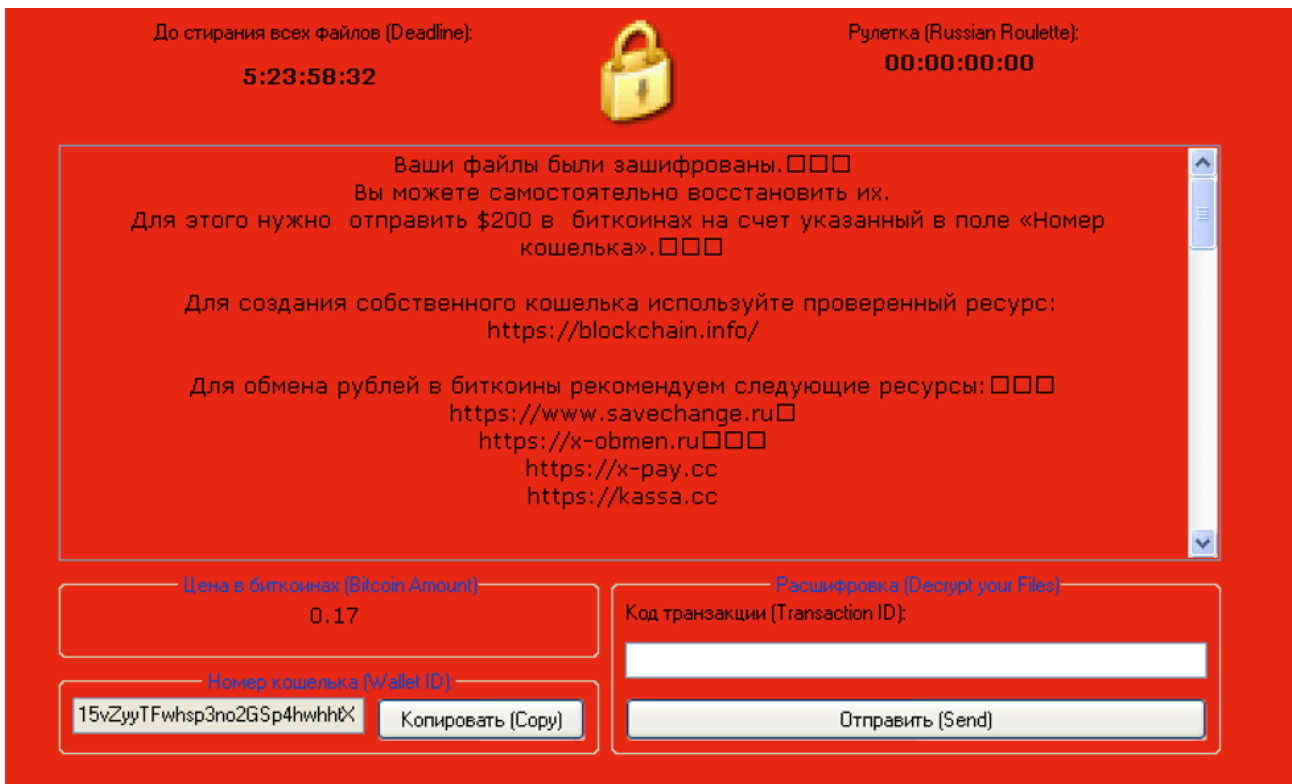 До стирания всех файлов (Deadline):
5:23:58:32
Рулетка (Russian Roulette):
00:00:00:00
Ваши файлы были зашифрованы.□□□
Вы можете самостоятельно восстановить их.
Для этого нужно отправить $200 в биткоинах на счет указанный в поле «Номер
кошелька».□□□
Для создания собственного кошелька используйте проверенный ресурс:
https://blockchain.info/
Для обмена рублей в биткоины рекомендуем следующие ресурсы:□□□
https://www.savechange.ru□
https://x-obmen.ru□□□
https://x-pay.cc
https://kassa.cc
Цена в биткоинах (Bitcoin Amount)
0.17
Номер кошелька (Wallet ID):
15vZyyTFwhsp3no2GSp4hwhhtX
Копировать (Copy)
Расшифровка (Decrypt your Files)
Код транзакции (Transaction ID):
Отправить (Send)